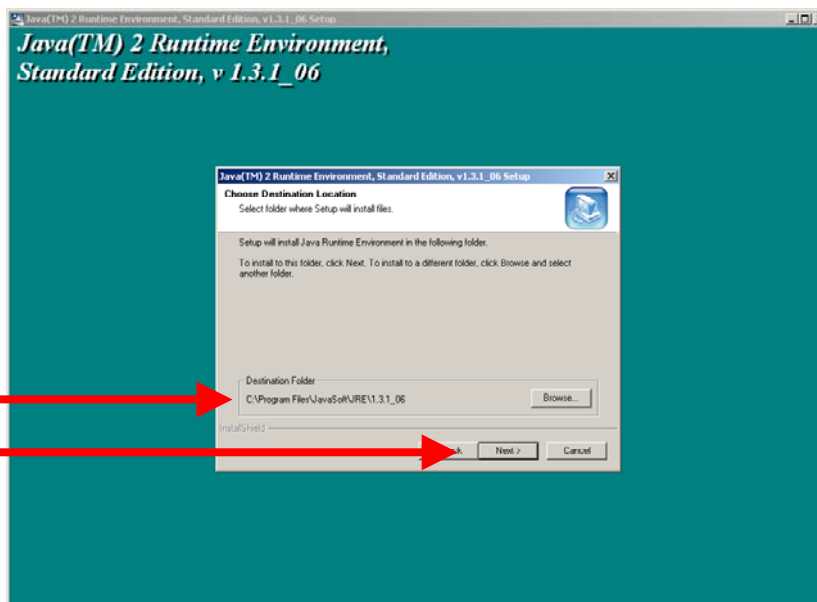 Java(TM) 2 Runtime Environment, Standard Edition, v1.3.1_06 Setup
Java(TM) 2 Runtime Environment,
Standard Edition, v 1.3.1_06
Java(TM) 2 Runtime Environment, Standard Edition, v1.3.1_06 Setup
Choose Destination Location
Select folder where Setup will install files.
Setup will install Java Runtime Environment in the following folder.
To install to this folder, click Next. To install to a different folder, click Browse and select
another folder.
Destination Folder
C:\Program Files\JavaSoft\JRE\1.3.1_06
Browse...
InstallShield
Next >
Cancel